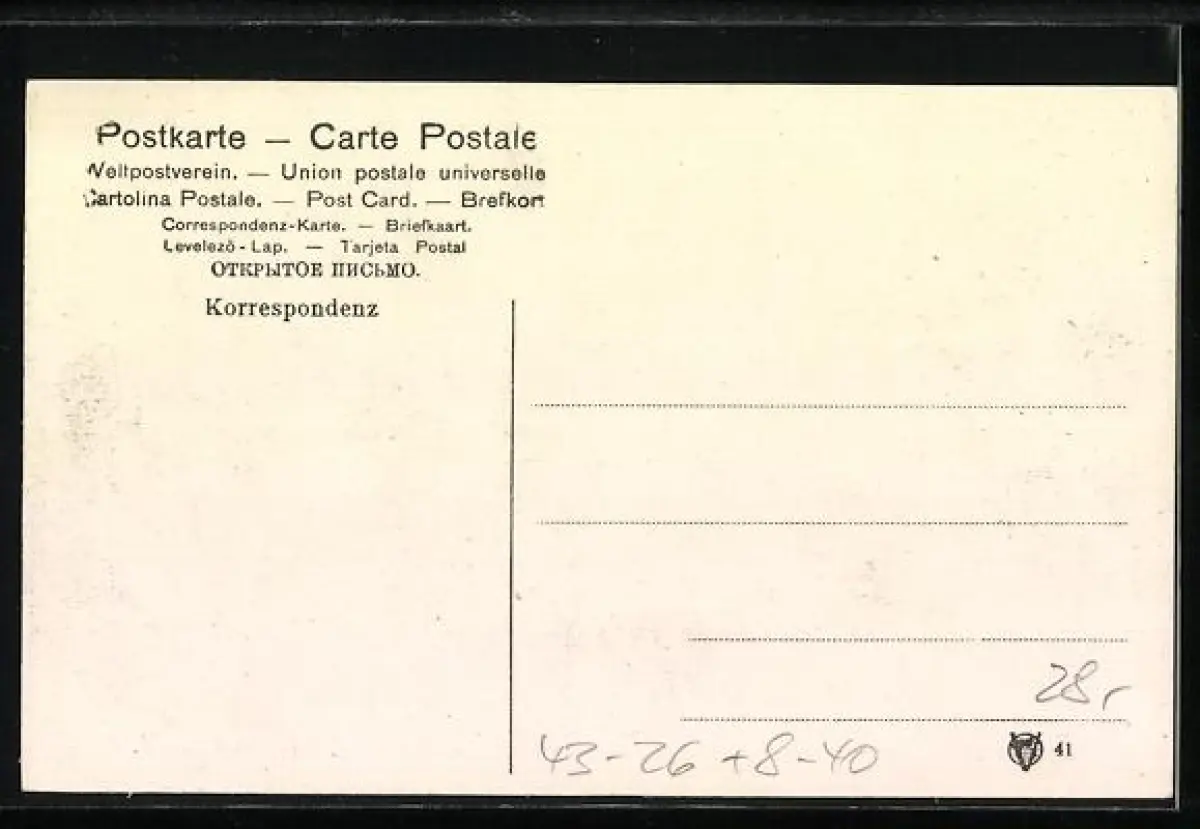 Postkarte — Carte Postale
Weltpostverein. — Union postale universelle
Cartolina Postale. — Post Card. — Brefkort
Correspondenz-Karte. — Briefkaart.
Levelező-Lap. — Tarjeta Postal
ОТКРЫТОЕ ПИСЬМО.
Korrespondenz
28,-
43-26+8-40
41